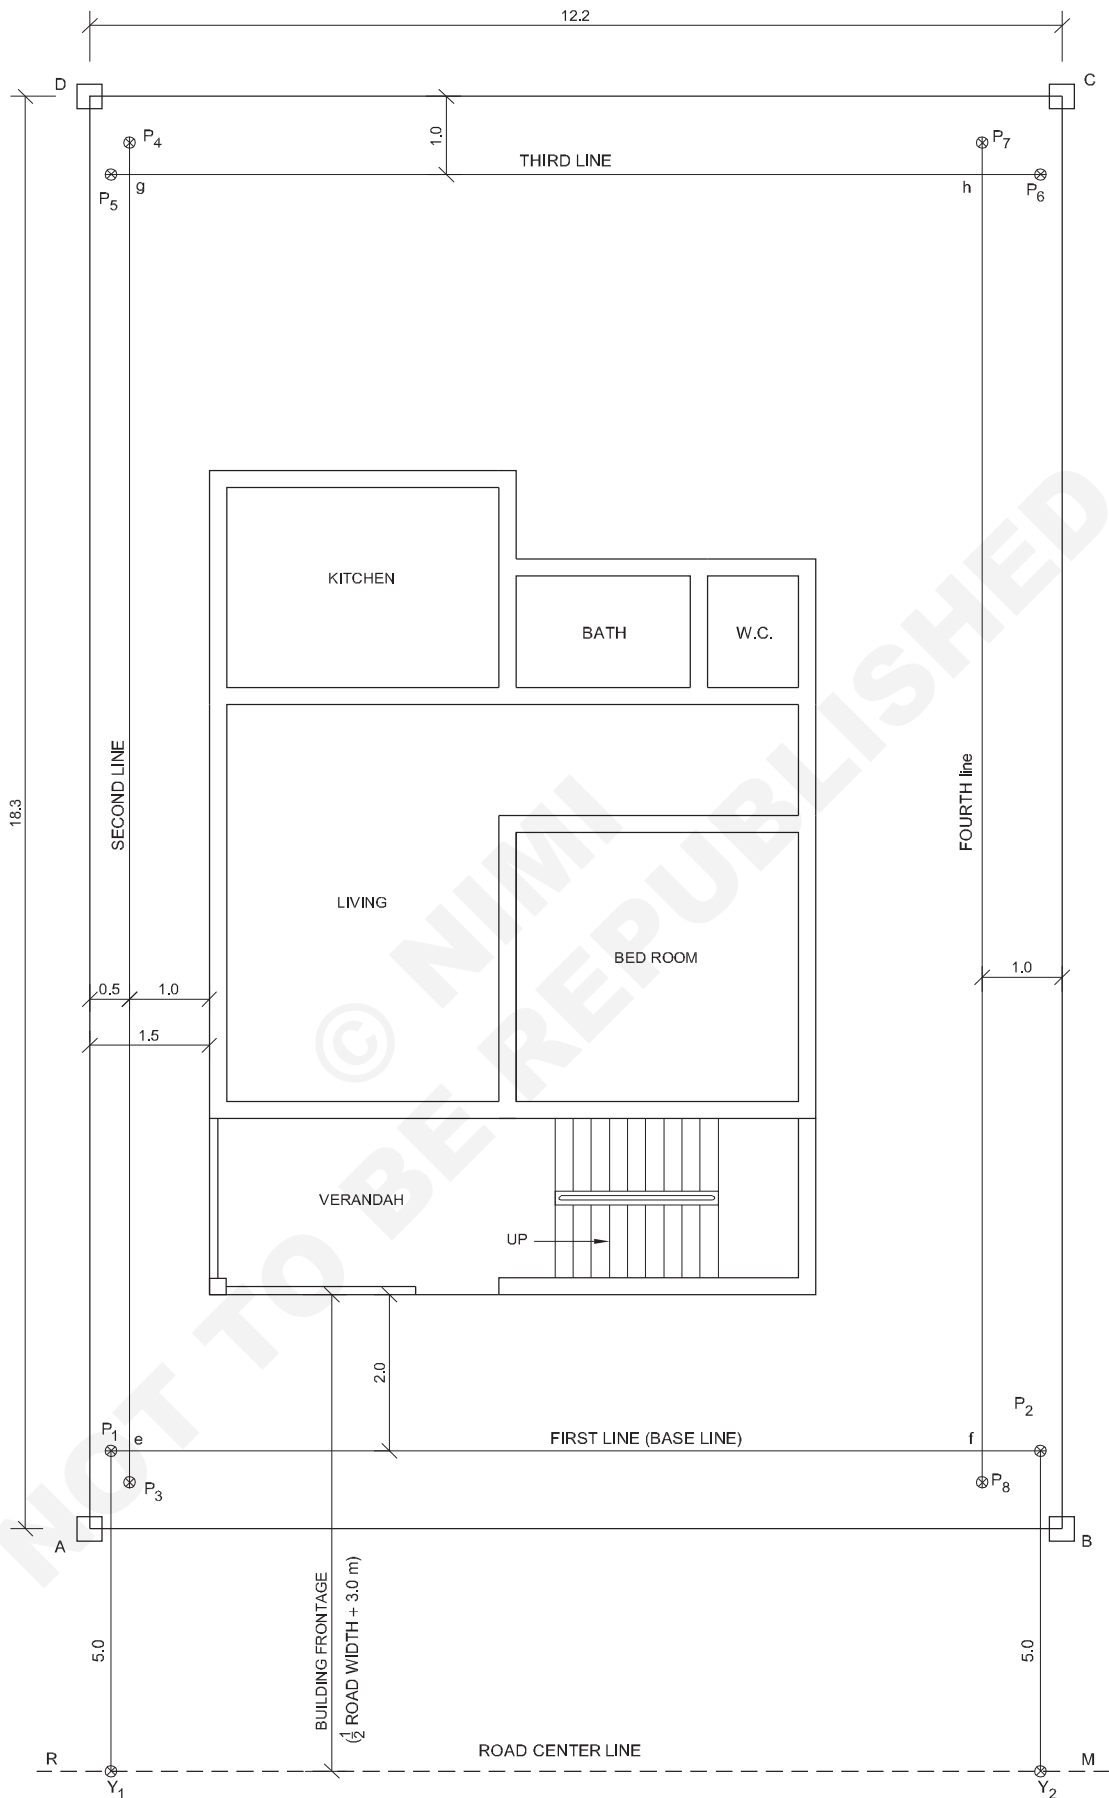 12.2
D
C
P4
P7
1.0
THIRD LINE
P5
g
h
P6
KITCHEN
BATH
W.C.
18.3
SECOND LINE
FOURTH line
LIVING
BED ROOM
0.5
1.0
1.0
1.5
VERANDAH
UP
2.0
P1
e
FIRST LINE (BASE LINE)
f
P2
P3
P8
A
B
5.0
BUILDING FRONTAGE
(1/2 ROAD WIDTH + 3.0 m)
5.0
R
ROAD CENTER LINE
M
Y1
Y2
© NIMI
NOT TO BE REPUBLISHED